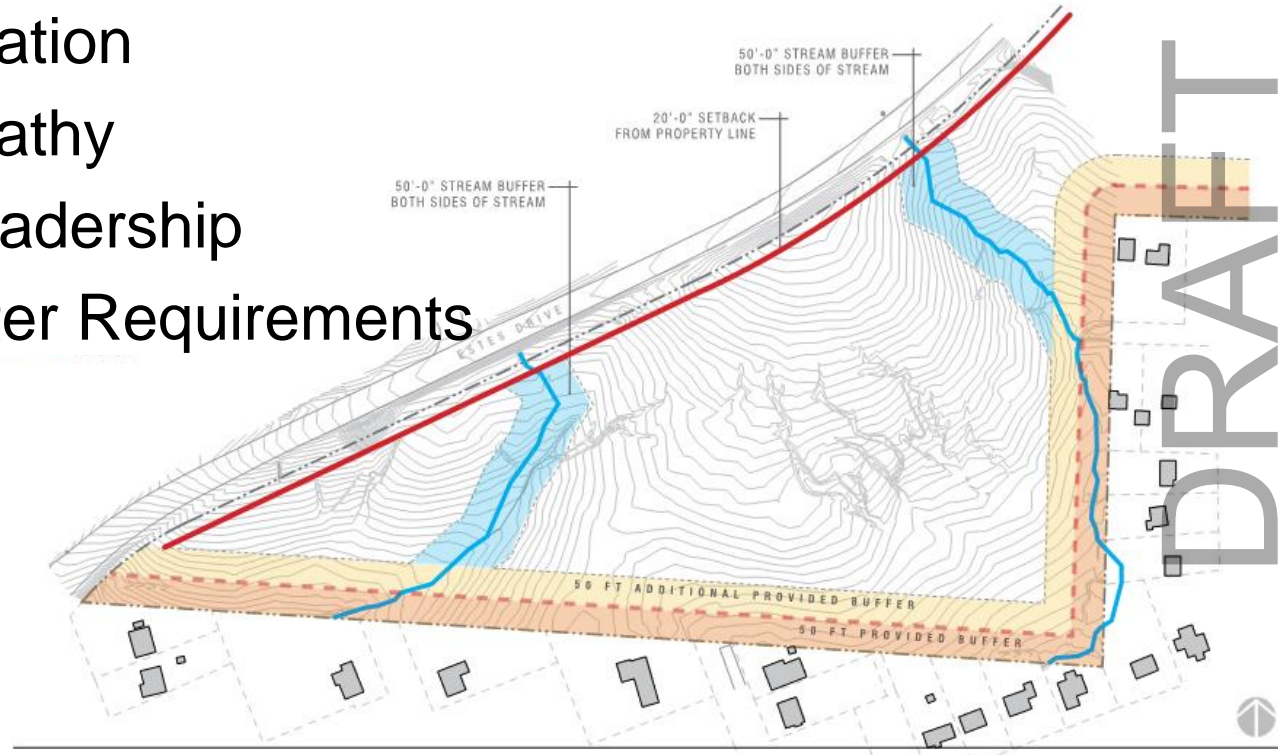 ation
athy
adership
er Requirements
50'-0" STREAM BUFFER
BOTH SIDES OF STREAM
20'-0" SETBACK
FROM PROPERTY LINE
50'-0" STREAM BUFFER
BOTH SIDES OF STREAM
ESTES DRIVE
50 FT ADDITIONAL PROVIDED BUFFER
50 FT PROVIDED BUFFER
DRAFT